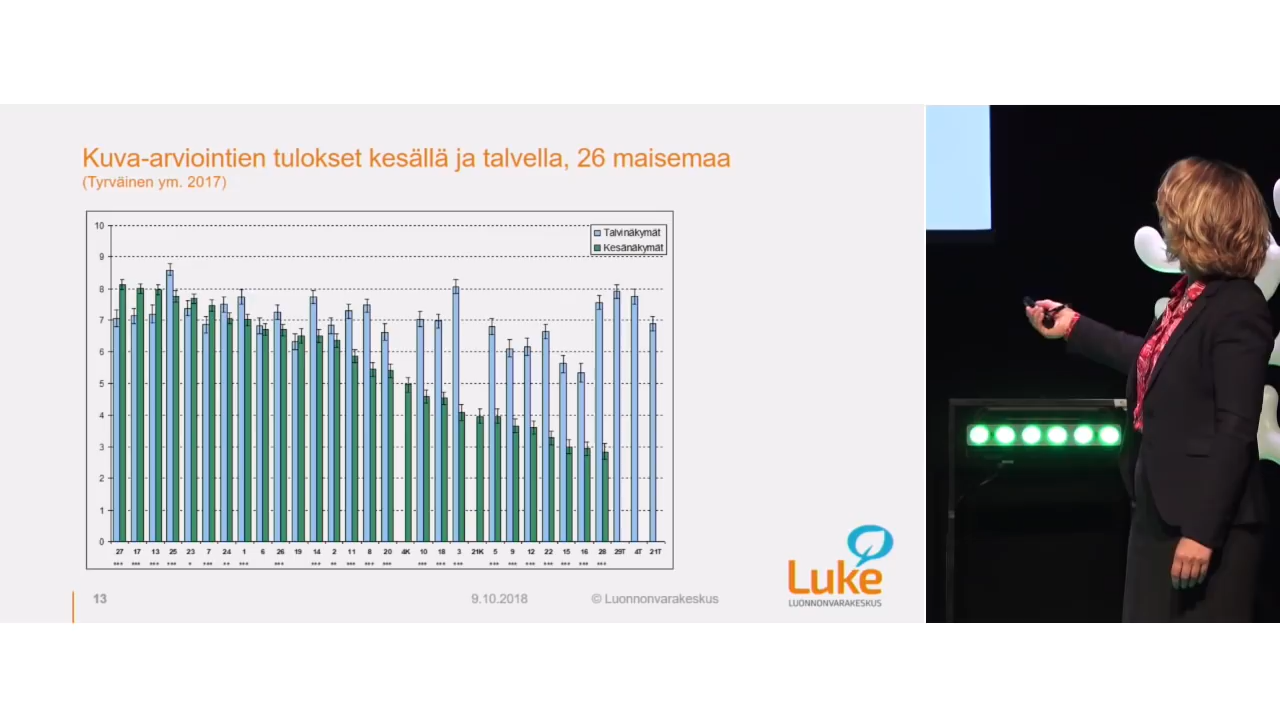 Kuva-arviointien tulokset kesällä ja talvella, 26 maisemaa
(Tyrväinen ym. 2017)
Talvinäkymät
Kesänäkymät
10
9
8
7
6
5
4
3
2
1
0
27 17 13 25 23 7 24 1 6 26 19 14 2 11 8 20 4K 10 18 3 21K 5 9 12 22 15 16 28 29T 4T 21T
*** *** *** *** * *** ** *** *** *** ** *** *** *** *** *** *** *** *** *** *** *** *** ***
13
9.10.2018
© Luonnonvarakeskus
Luke
LUONNONVARAKESKUS